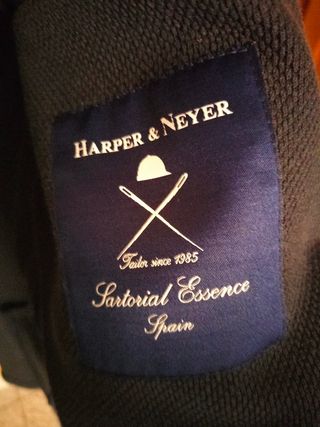 HARPER & NEYER
Tailor since 1985
Sartorial Essence
Spain